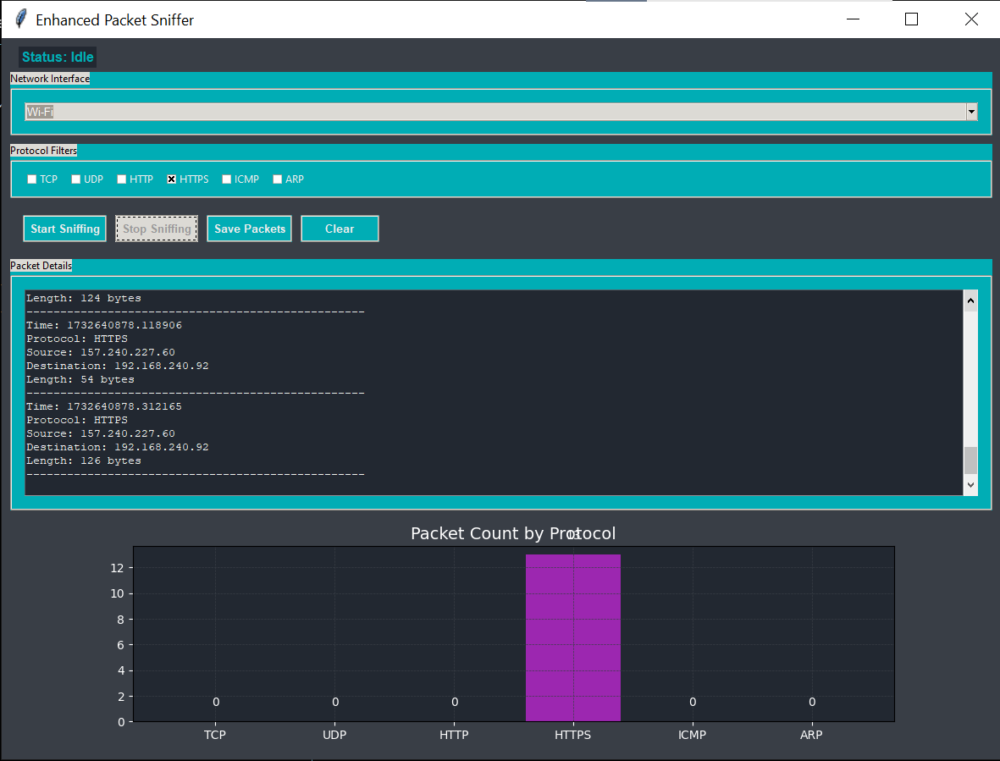 Enhanced Packet Sniffer
Status: Idle
Network Interface
Wi-Fi
Protocol Filters
TCP UDP HTTP HTTPS ICMP ARP
Start Sniffing Stop Sniffing Save Packets Clear
Packet Details
Length: 124 bytes
--------------------------------------------------
Time: 1732640878.118906
Protocol: HTTPS
Source: 157.240.227.60
Destination: 192.168.240.92
Length: 54 bytes
--------------------------------------------------
Time: 1732640878.312165
Protocol: HTTPS
Source: 157.240.227.60
Destination: 192.168.240.92
Length: 126 bytes
--------------------------------------------------
Packet Count by Protocol
12
10
8
6
4
2
0
0 0 0 0 0
TCP UDP HTTP HTTPS ICMP ARP